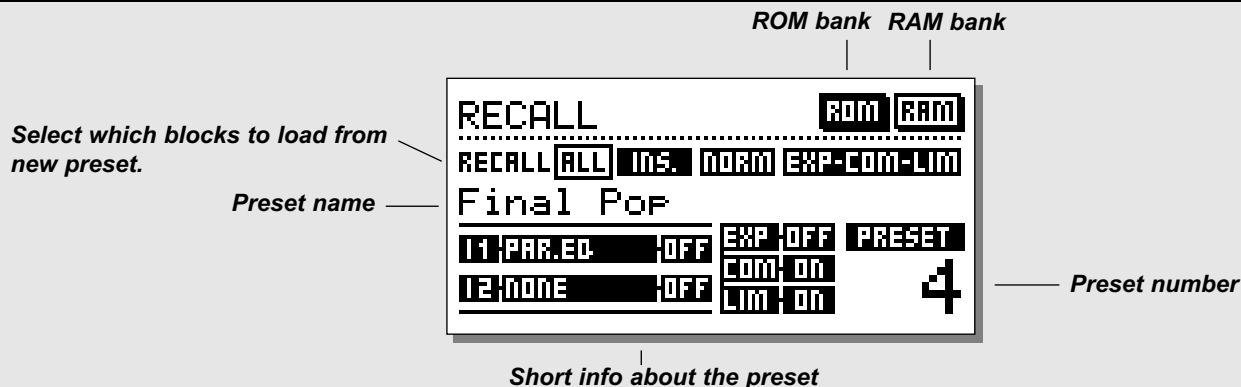 ROM bank RAM bank
RECALL ROM RAM
Select which blocks to load from
new preset.
RECALL ALL INS. NORM EXP-COM-LIM
Preset name
Final Pop
I1 PAR.EQ OFF EXP OFF PRESET
I2 NONE OFF COM ON
LIM ON
4
Preset number
Short info about the preset